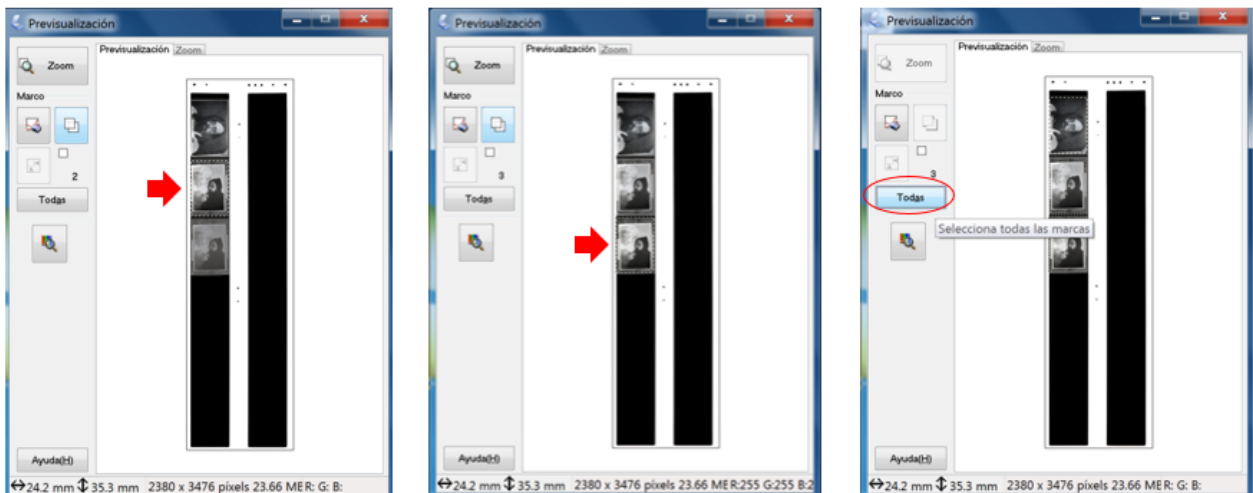 Previsualización
Previsualización Zoom
Zoom
Marco
2
Todas
Ayuda(H)
24.2 mm 35.3 mm 2380 x 3476 pixels 23.66 ME R: G: B:
Previsualización
Previsualización Zoom
Zoom
Marco
3
Todas
Ayuda(H)
24.2 mm 35.3 mm 2380 x 3476 pixels 23.66 ME R:255 G:255 B:2
Previsualización
Previsualización Zoom
Zoom
Marco
3
Todas
Selecciona todas las marcas
Ayuda(H)
24.2 mm 35.3 mm 2380 x 3476 pixels 23.66 ME R: G: B: